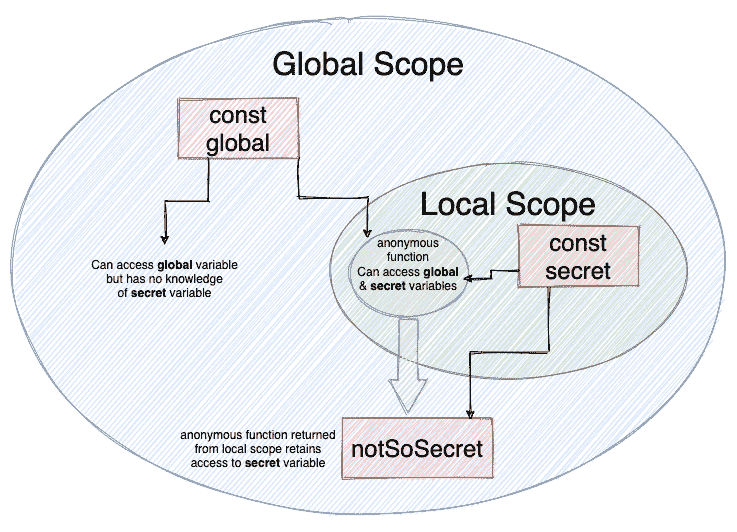 Global Scope
const
global
Local Scope
const
secret
anonymous
function
Can access global
& secret variables
Can access global variable
but has no knowledge
of secret variable
anonymous function returned
from local scope retains
access to secret variable
notSoSecret